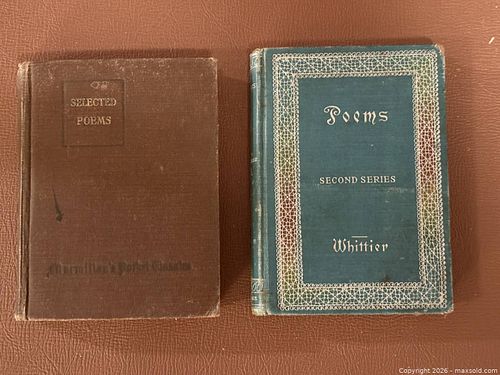 SELECTED
POEMS
Macmillan's Pocket Classics
Poems
SECOND SERIES
Whittier
Copyright 2026 - maxsold.com